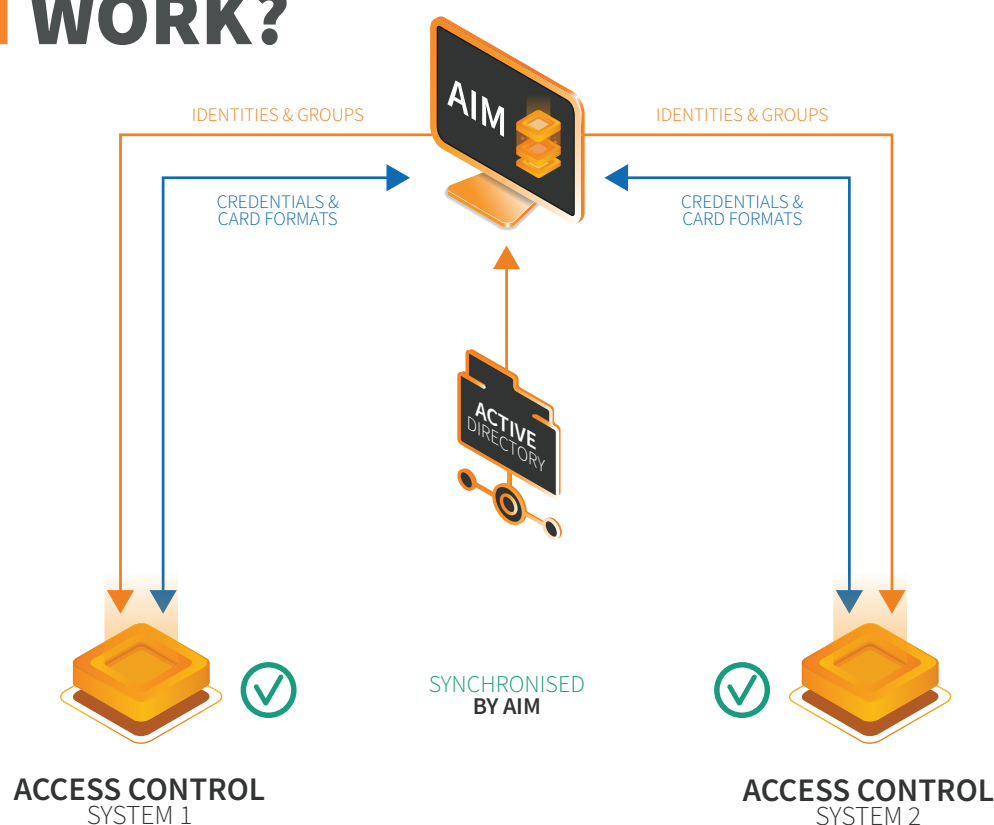 WORK?
AIM
IDENTITIES & GROUPS
IDENTITIES & GROUPS
CREDENTIALS &
CARD FORMATS
CREDENTIALS &
CARD FORMATS
ACTIVE
DIRECTORY
SYNCHRONISED
BY AIM
ACCESS CONTROL
SYSTEM 1
ACCESS CONTROL
SYSTEM 2